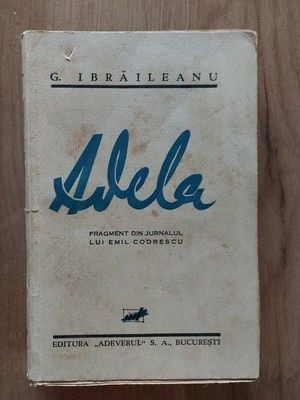 G. IBRĂILEANU
Adela
FRAGMENT DIN JURNALUL
LUI EMIL CODRESCU
EDITURA „ADEVERUL" S. A., BUCUREȘTI